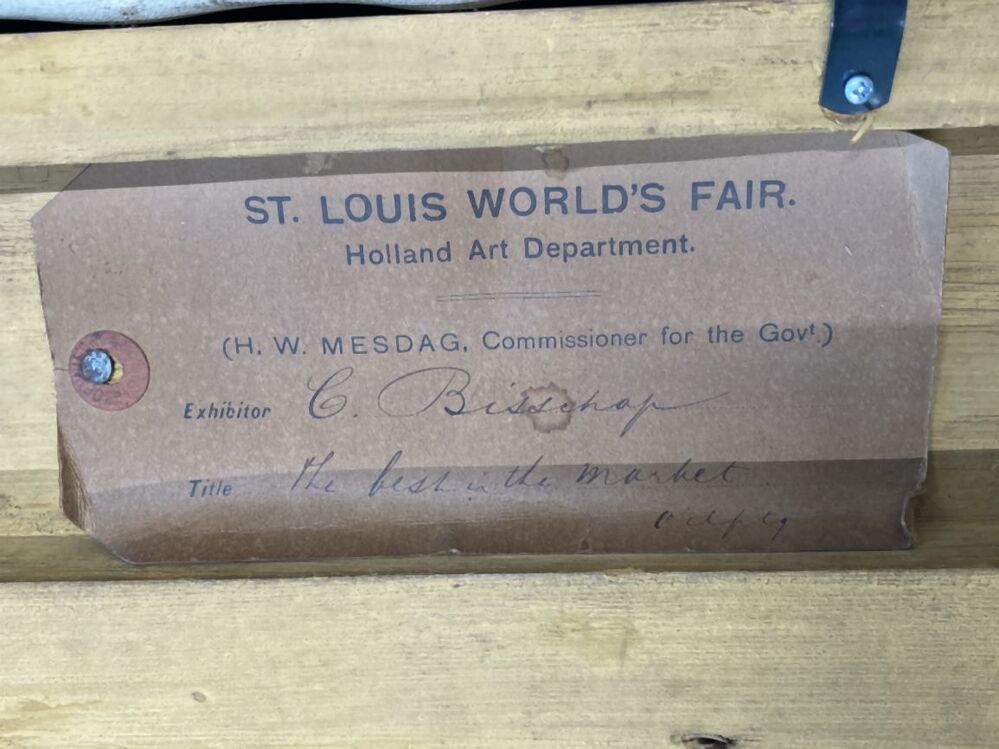 ST. LOUIS WORLD'S FAIR.
Holland Art Department.
(H. W. MESDAG, Commissioner for the Govt.)
Exhibitor C. Bisschop
Title the best in the market